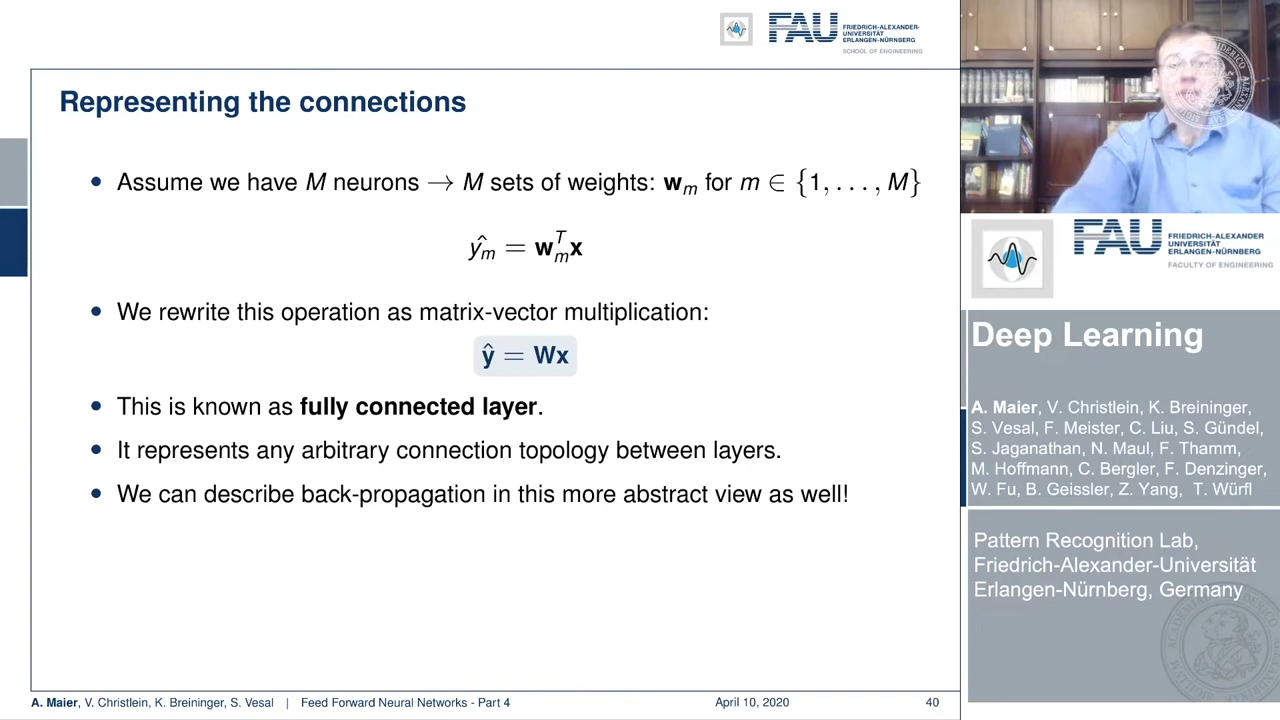 FAU FRIEDRICH-ALEXANDER-
UNIVERSITÄT
ERLANGEN-NÜRNBERG
SCHOOL OF ENGINEERING
Representing the connections
• Assume we have M neurons → M sets of weights: w_m for m ∈ {1, . . . , M}
ŷ_m = w_m^T x
• We rewrite this operation as matrix-vector multiplication:
ŷ = Wx
• This is known as fully connected layer.
• It represents any arbitrary connection topology between layers.
• We can describe back-propagation in this more abstract view as well!
A. Maier, V. Christlein, K. Breininger, S. Vesal | Feed Forward Neural Networks - Part 4 April 10, 2020 40
FAU FRIEDRICH-ALEXANDER
UNIVERSITÄT
ERLANGEN-NÜRNBERG
FACULTY OF ENGINEERING
Deep Learning
A. Maier, V. Christlein, K. Breininger,
S. Vesal, F. Meister, C. Liu, S. Gündel,
S. Jaganathan, N. Maul, F. Thamm,
M. Hoffmann, C. Bergler, F. Denzinger,
W. Fu, B. Geissler, Z. Yang, T. Würfl
Pattern Recognition Lab,
Friedrich-Alexander-Universität
Erlangen-Nürnberg, Germany